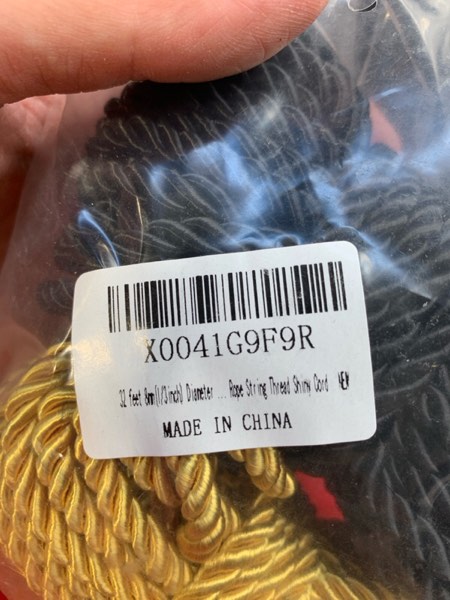 X0041G9F9R
32 feet 8mm(1/3inch) Diameter ... Rope String Thread Shiny Cord NEW
MADE IN CHINA